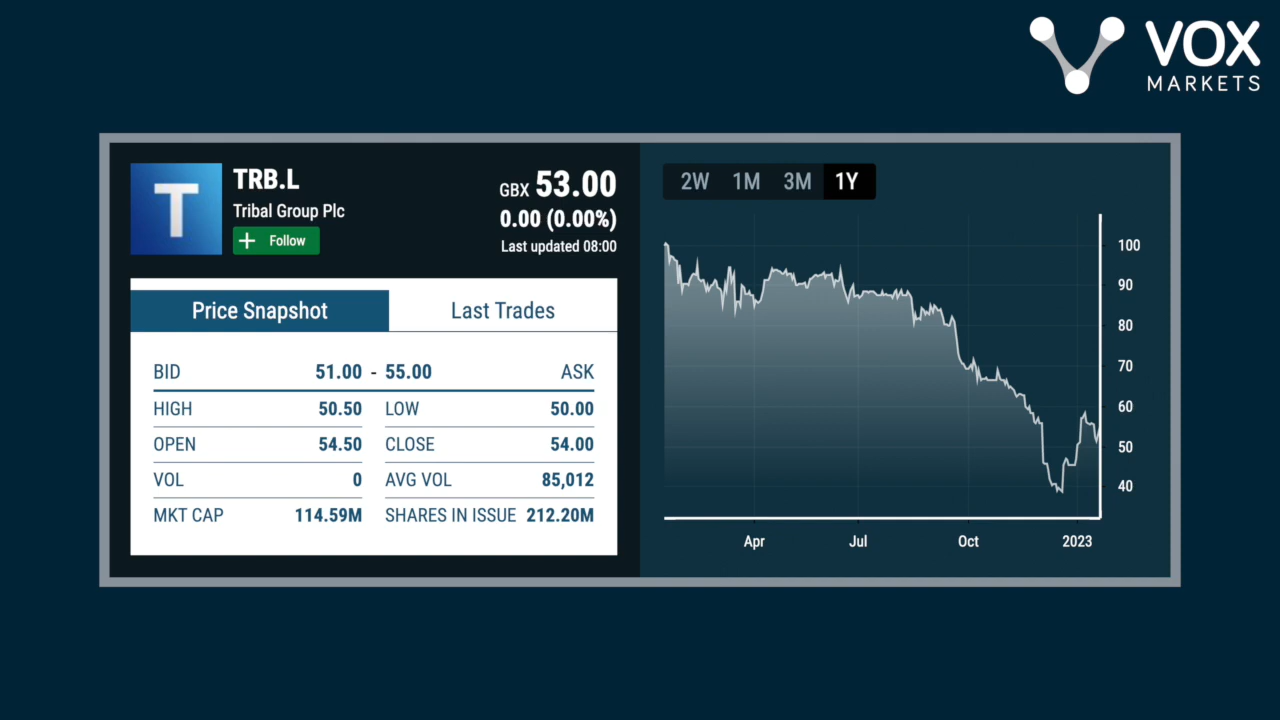 VOX
MARKETS
T
TRB.L
Tribal Group Plc
+ Follow
GBX 53.00
0.00 (0.00%)
Last updated 08:00
Price Snapshot
Last Trades
BID 51.00 - 55.00 ASK
HIGH 50.50 LOW 50.00
OPEN 54.50 CLOSE 54.00
VOL 0 AVG VOL 85,012
MKT CAP 114.59M SHARES IN ISSUE 212.20M
2W 1M 3M 1Y
100
90
80
70
60
50
40
Apr Jul Oct 2023